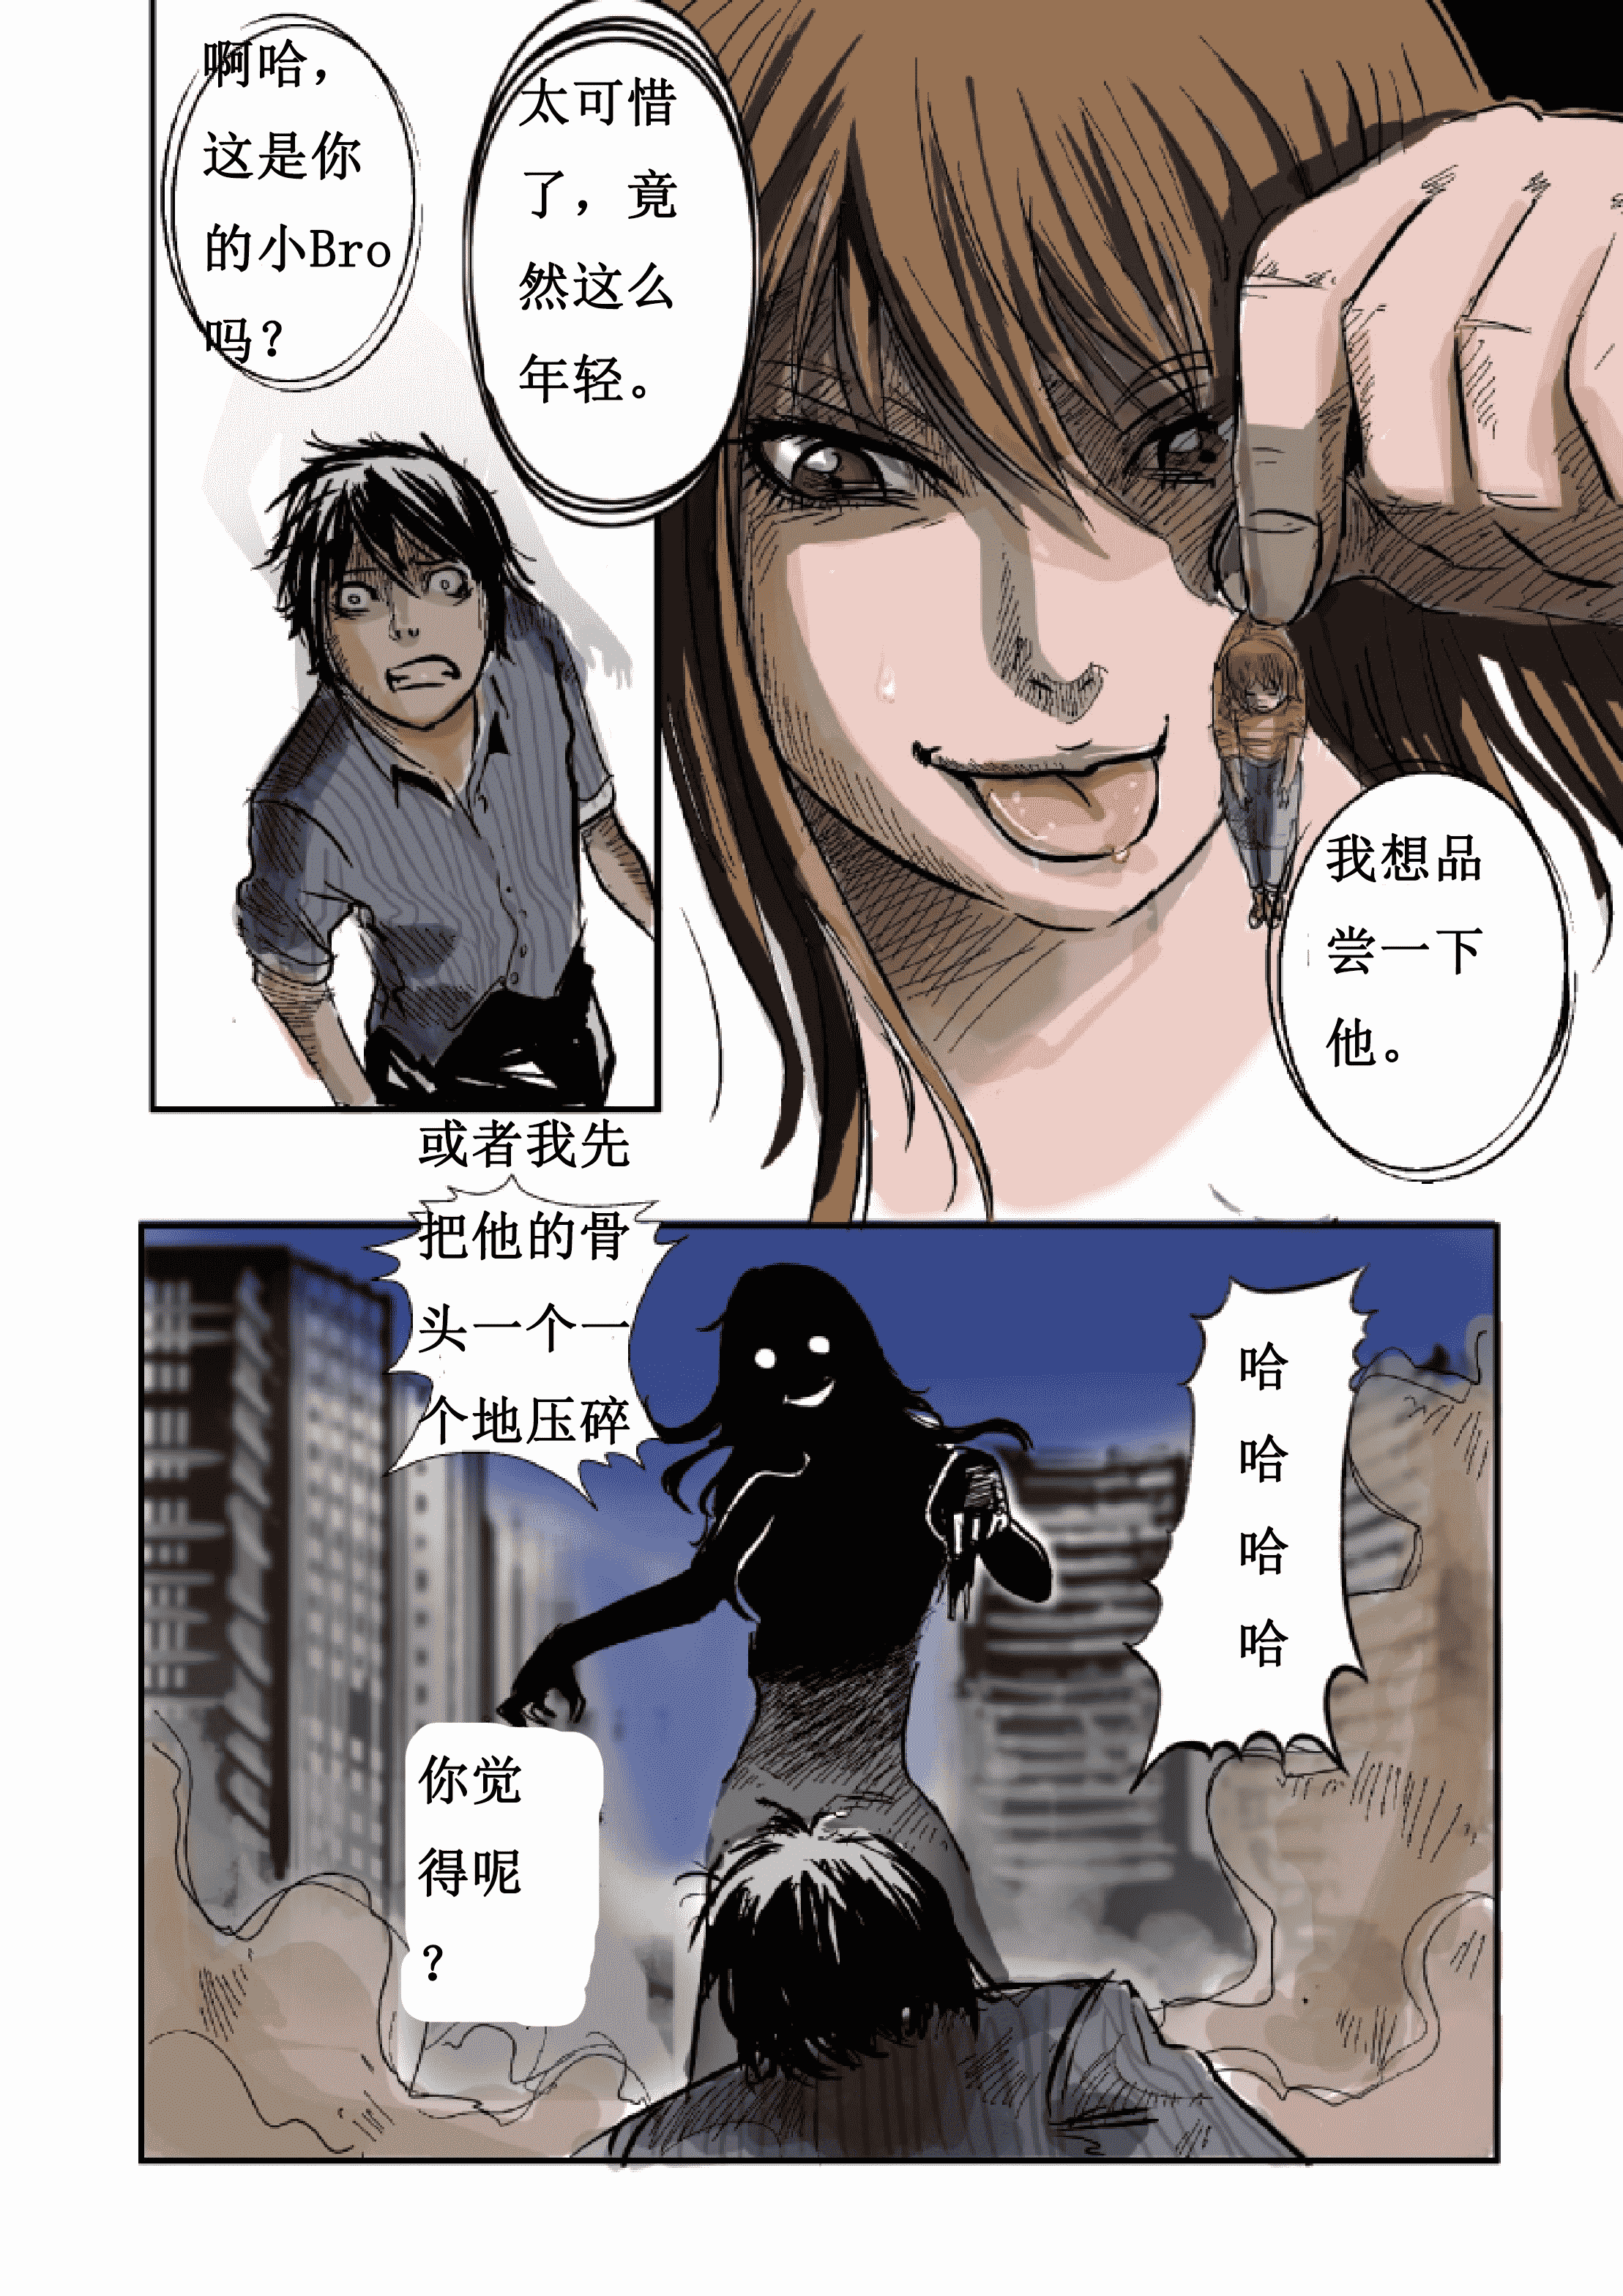 啊哈，
这是你
的小Bro
吗？
太可惜
了，竟
然这么
年轻。
我想品
尝一下
他。
或者我先
把他的骨
头一个一
个地压碎
哈
哈
哈
哈
你觉
得呢
？